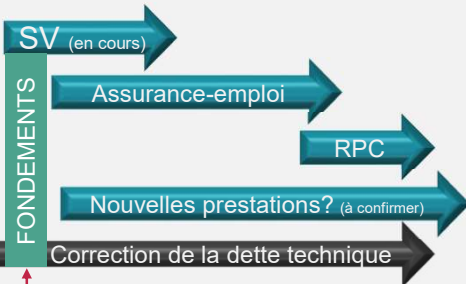 SV (en cours)
FONDEMENTS
Assurance-emploi
RPC
Nouvelles prestations? (à confirmer)
Correction de la dette technique